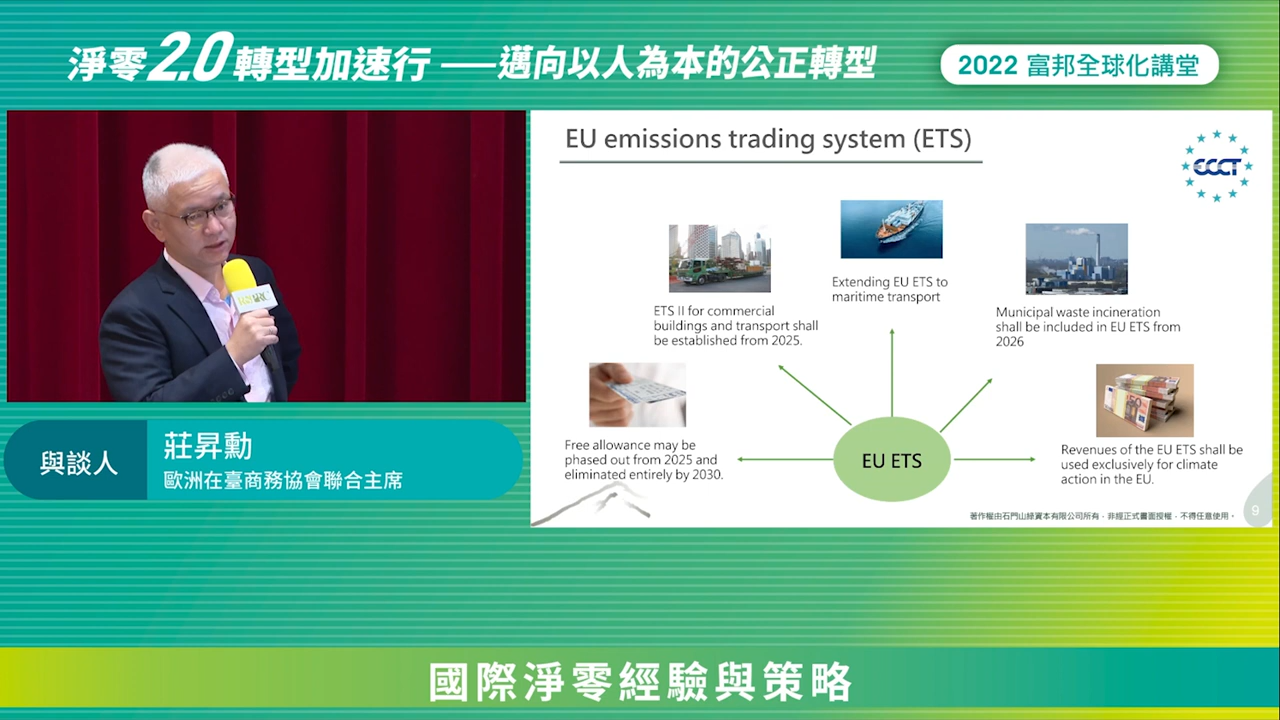 淨零2.0轉型加速行——邁向以人為本的公正轉型
2022 富邦全球化講堂
EU emissions trading system (ETS)
ECCT
Extending EU ETS to
maritime transport
ETS II for commercial
buildings and transport shall
be established from 2025.
Municipal waste incineration
shall be included in EU ETS from
2026
Free allowance may be
phased out from 2025 and
eliminated entirely by 2030.
EU ETS
Revenues of the EU ETS shall be
used exclusively for climate
action in the EU.
著作權由石門山綠資本有限公司所有，非經正式書面授權，不得任意使用。
9
與談人
莊昇勳
歐洲在臺商務協會聯合主席
國際淨零經驗與策略